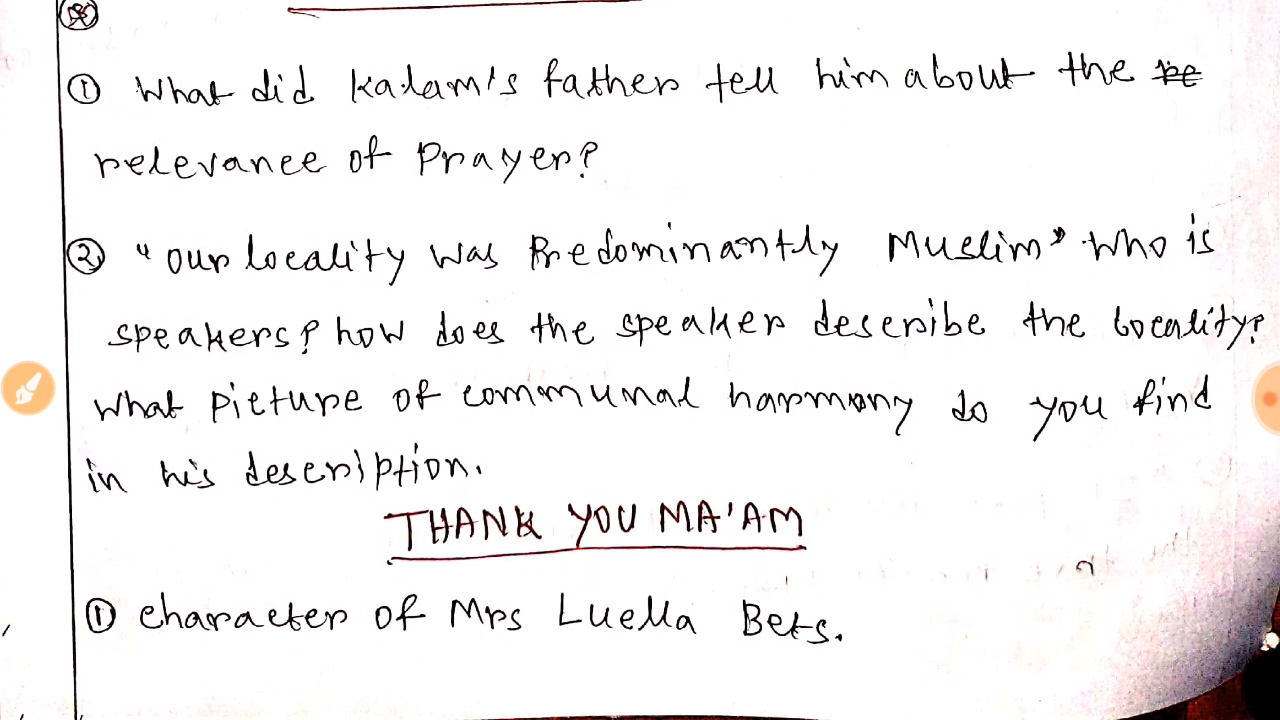 ① What did Kalam's father tell him about the re
relevance of Prayer?
② "our locality was Predominantly Muslim" who is
speakers? how does the speaker describe the locality?
what picture of communal harmony do you find
in his description.
THANK YOU MA'AM
① character of Mrs Luella Bets.